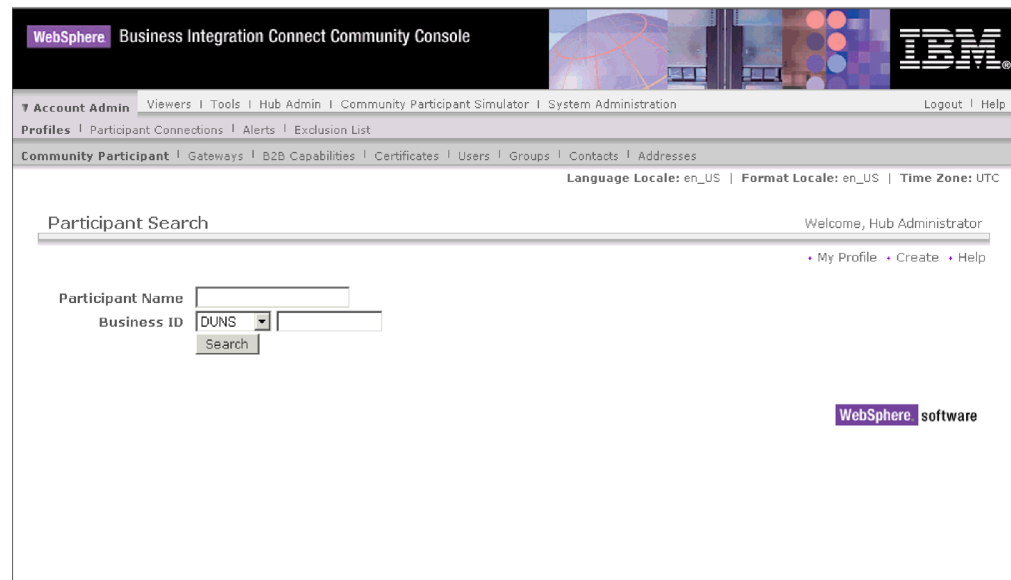 WebSphere. Business Integration Connect Community Console
IBM®
Account Admin Viewers | Tools | Hub Admin | Community Participant Simulator | System Administration Logout | Help
Profiles | Participant Connections | Alerts | Exclusion List
Community Participant | Gateways | B2B Capabilities | Certificates | Users | Groups | Contacts | Addresses
Language Locale: en_US | Format Locale: en_US | Time Zone: UTC
Participant Search Welcome, Hub Administrator
My Profile Create Help
Participant Name
Business ID DUNS
Search
WebSphere. software